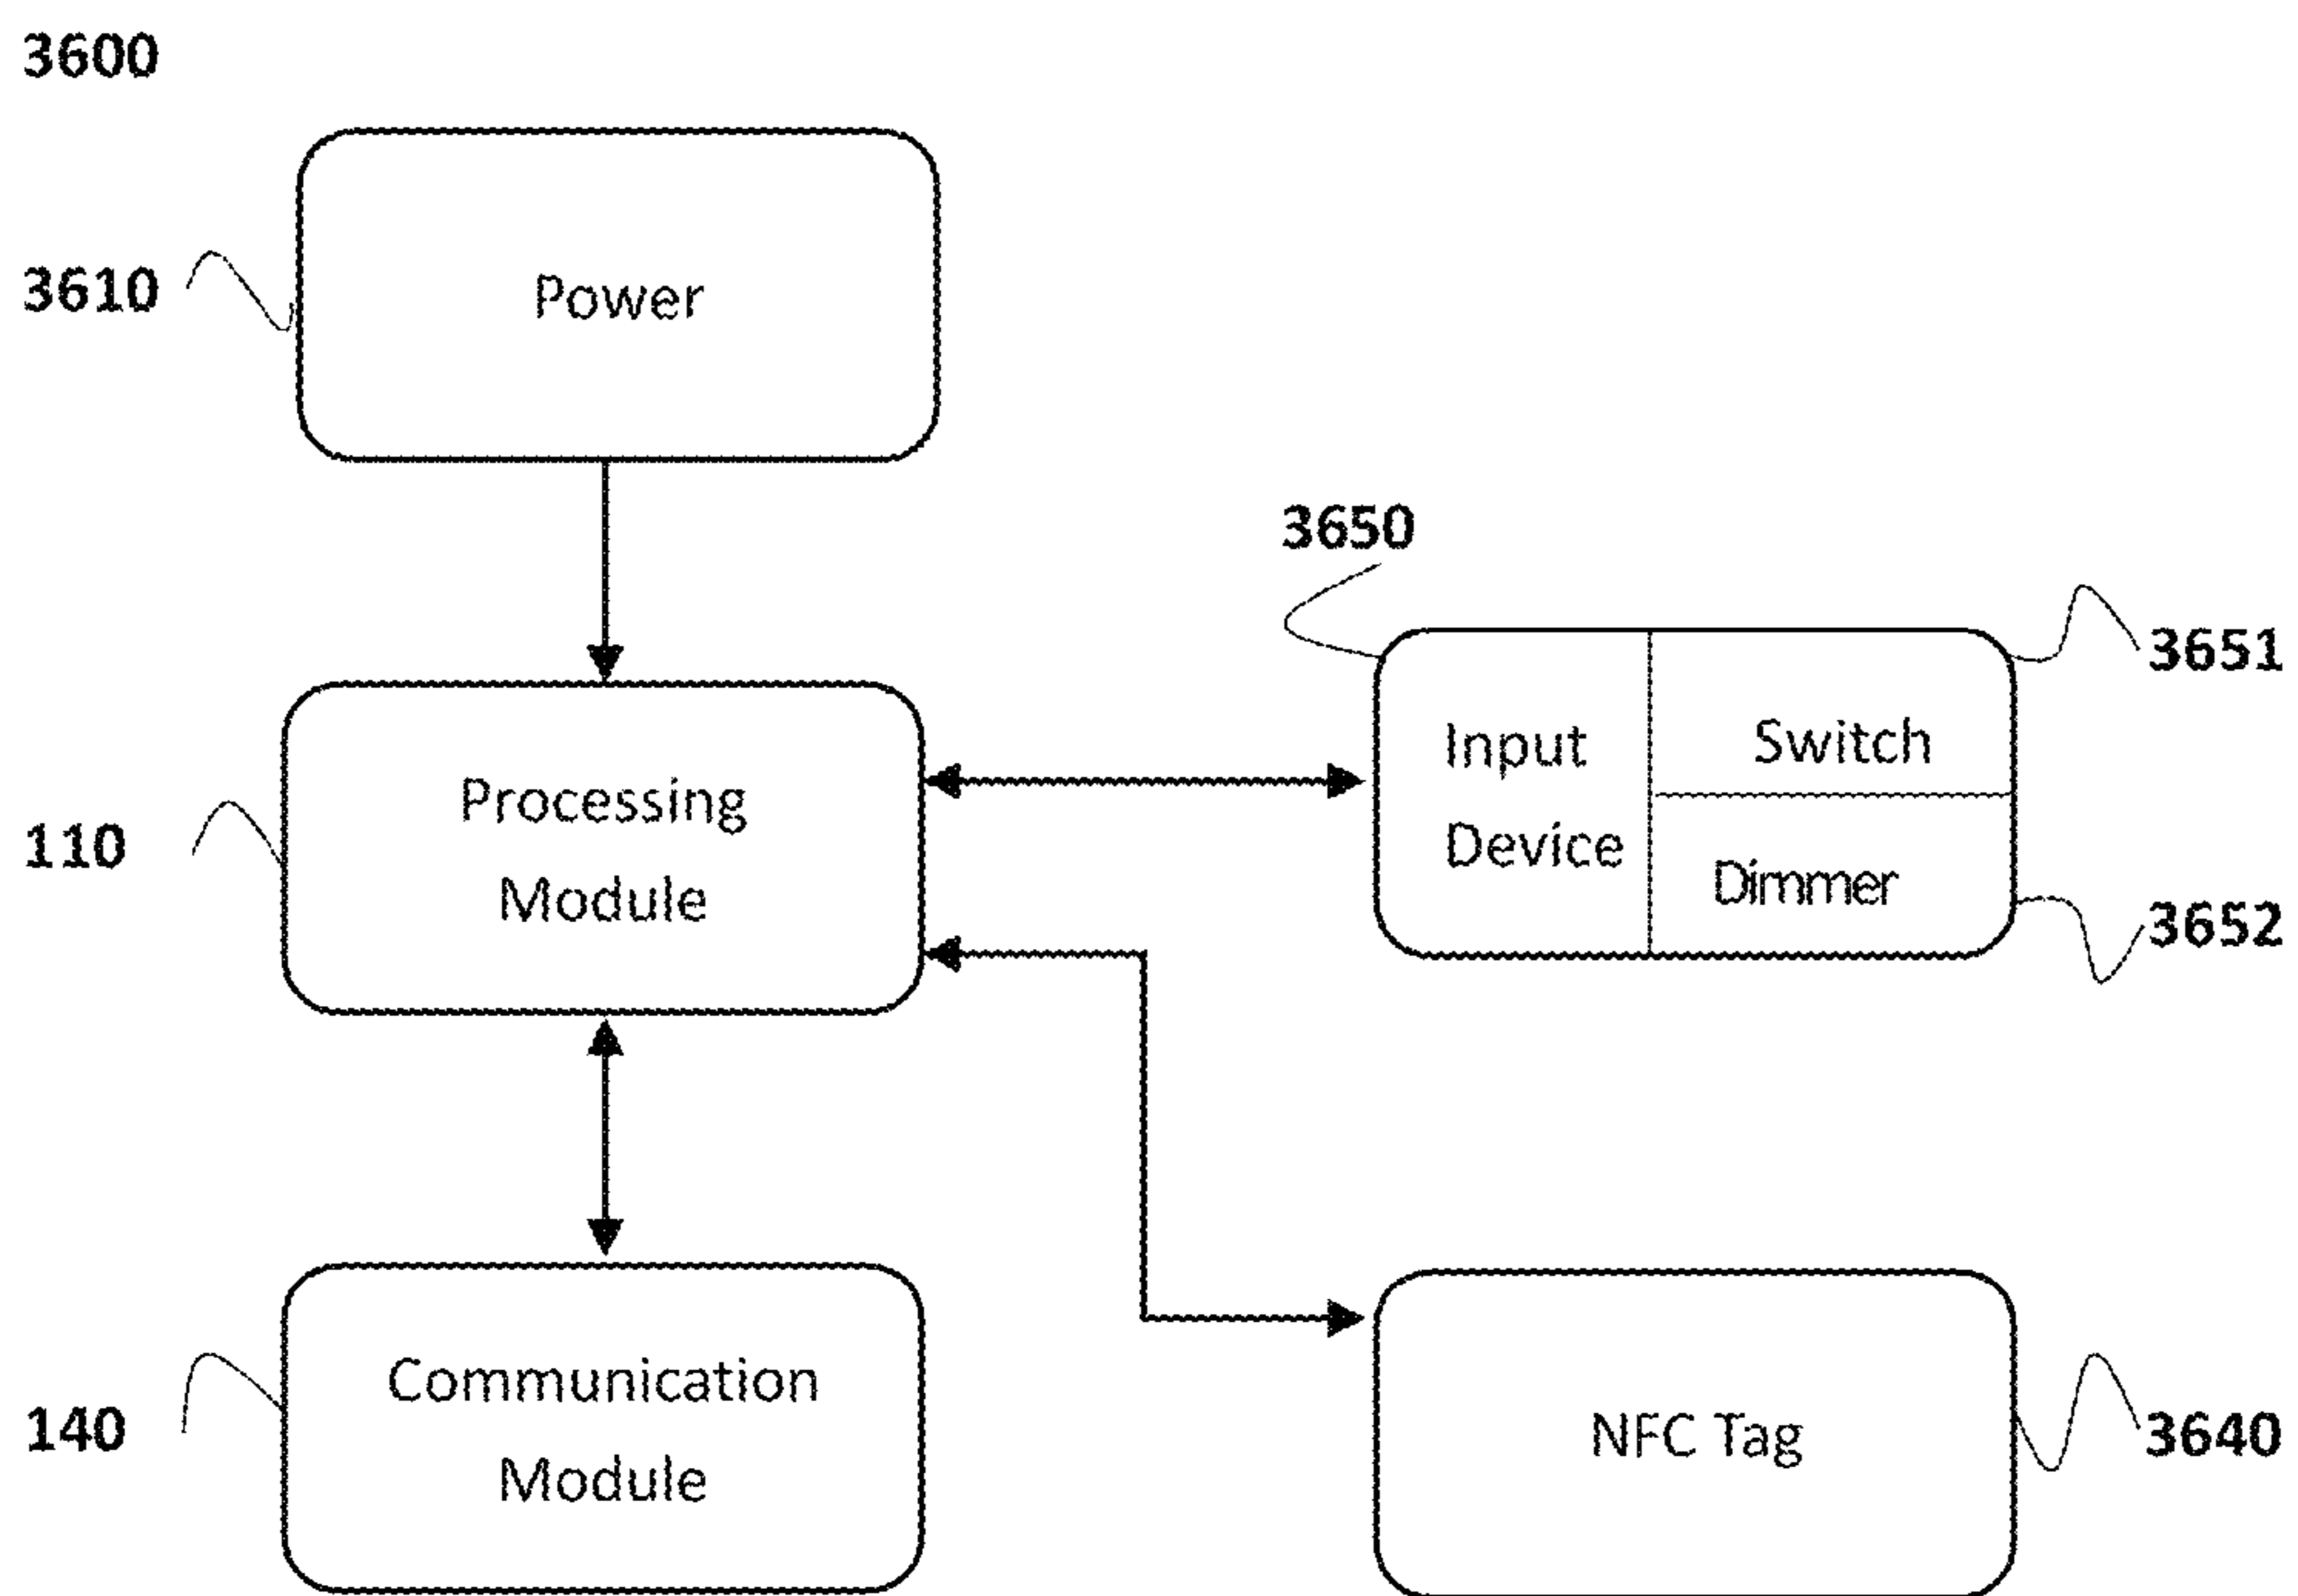 3600
3610
Power
3650
3651
Input
Device
Switch
Dimmer
3652
110
Processing
Module
140
Communication
Module
NFC Tag
3640